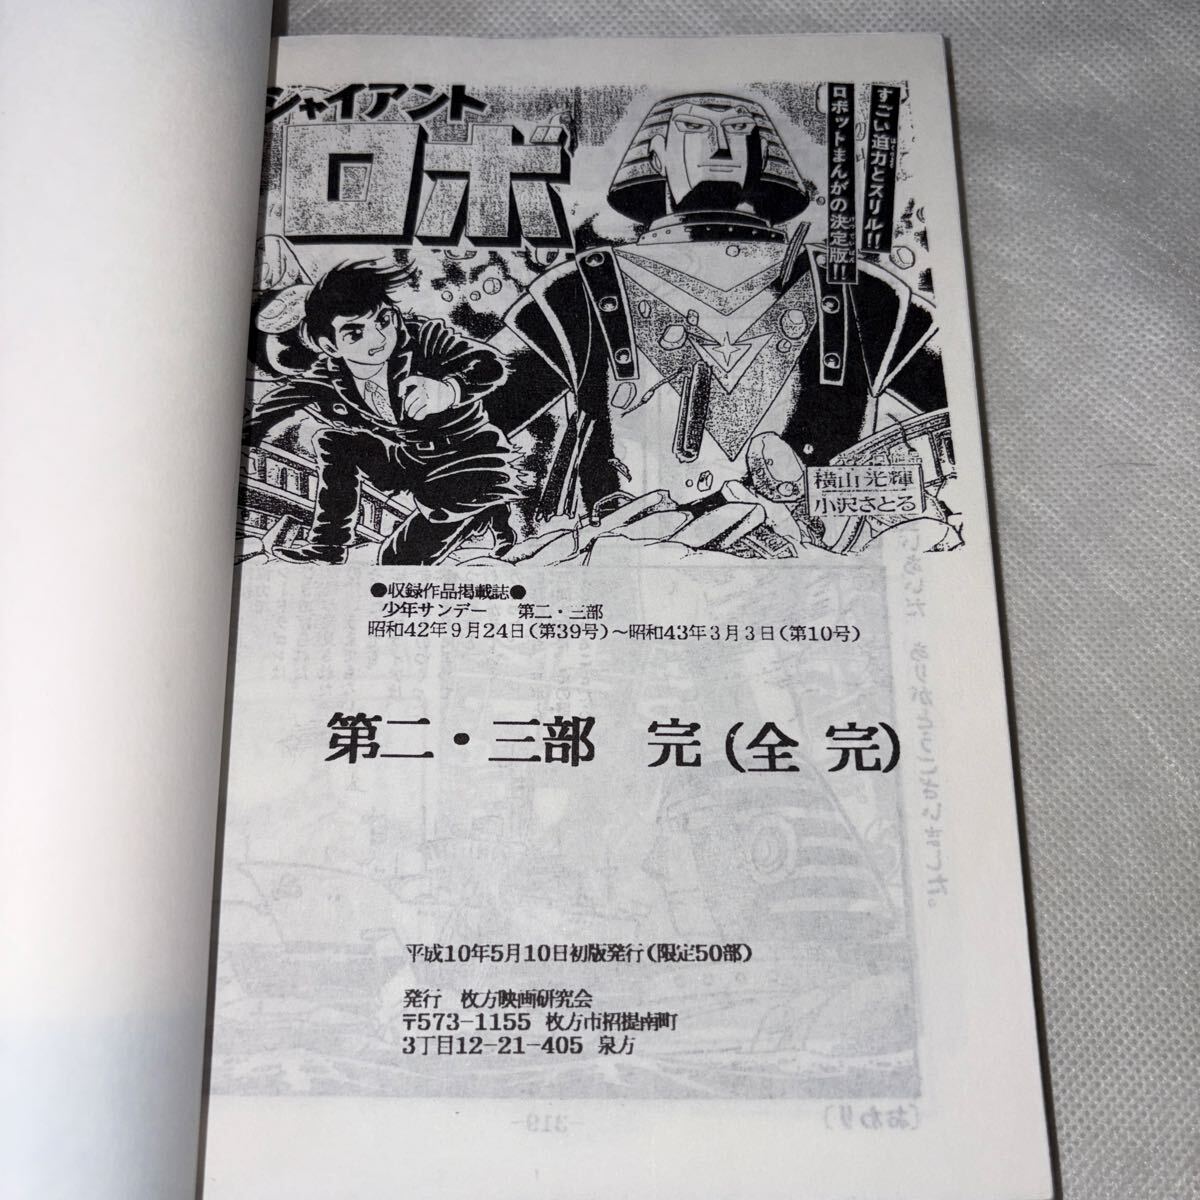 ジャイアント
ロボ
すごい迫力とスリル!!
ロボットまんがの決定版!!
横山光輝
小沢さとる
●収録作品掲載誌●
少年サンデー 第二・三部
昭和42年9月24日(第39号)~昭和43年3月3日(第10号)
第二・三部 完(全完)
平成10年5月10日初版発行(限定50部)
発行 枚方映画研究会
〒573-1155 枚方市招提南町
3丁目12-21-405 泉方
-319-
(おわり)